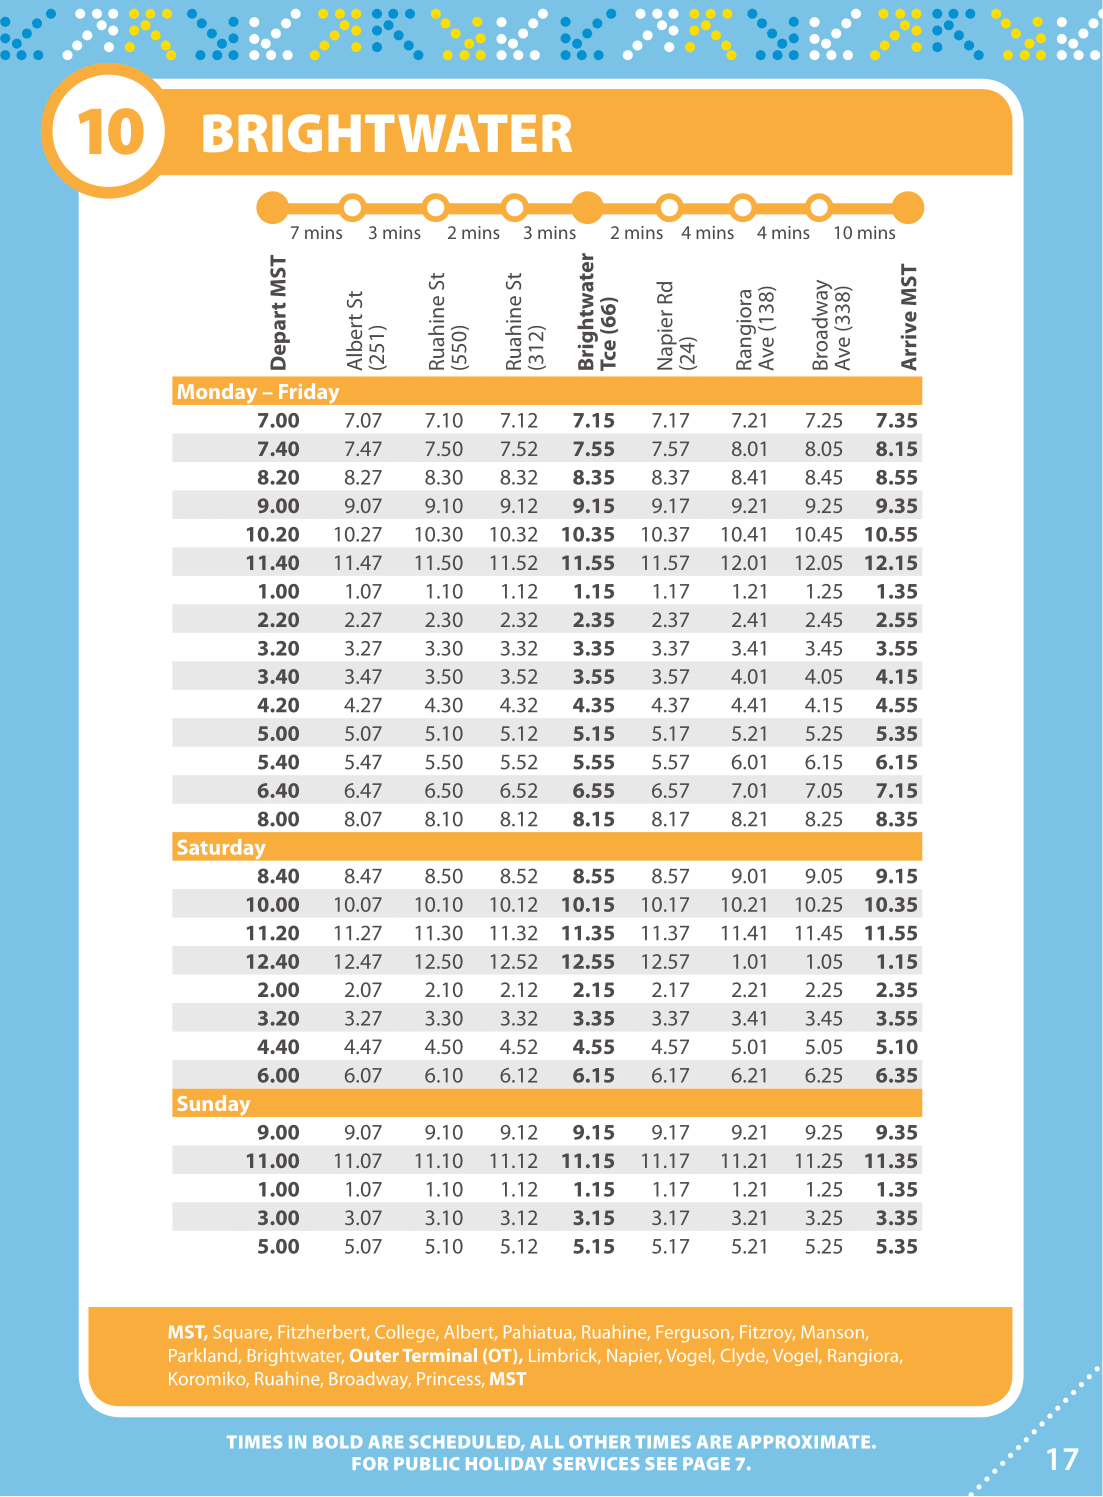 10 BRIGHTWATER
7 mins 3 mins 2 mins 3 mins 2 mins 4 mins 4 mins 10 mins
Depart MST
Albert St
(251)
Ruahine St
(550)
Ruahine St
(312)
Brightwater
Tce (66)
Napier Rd
(24)
Rangiora
Ave (138)
Broadway
Ave (338)
Arrive MST
Monday – Friday
7.00 7.07 7.10 7.12 7.15 7.17 7.21 7.25 7.35
7.40 7.47 7.50 7.52 7.55 7.57 8.01 8.05 8.15
8.20 8.27 8.30 8.32 8.35 8.37 8.41 8.45 8.55
9.00 9.07 9.10 9.12 9.15 9.17 9.21 9.25 9.35
10.20 10.27 10.30 10.32 10.35 10.37 10.41 10.45 10.55
11.40 11.47 11.50 11.52 11.55 11.57 12.01 12.05 12.15
1.00 1.07 1.10 1.12 1.15 1.17 1.21 1.25 1.35
2.20 2.27 2.30 2.32 2.35 2.37 2.41 2.45 2.55
3.20 3.27 3.30 3.32 3.35 3.37 3.41 3.45 3.55
3.40 3.47 3.50 3.52 3.55 3.57 4.01 4.05 4.15
4.20 4.27 4.30 4.32 4.35 4.37 4.41 4.15 4.55
5.00 5.07 5.10 5.12 5.15 5.17 5.21 5.25 5.35
5.40 5.47 5.50 5.52 5.55 5.57 6.01 6.15 6.15
6.40 6.47 6.50 6.52 6.55 6.57 7.01 7.05 7.15
8.00 8.07 8.10 8.12 8.15 8.17 8.21 8.25 8.35
Saturday
8.40 8.47 8.50 8.52 8.55 8.57 9.01 9.05 9.15
10.00 10.07 10.10 10.12 10.15 10.17 10.21 10.25 10.35
11.20 11.27 11.30 11.32 11.35 11.37 11.41 11.45 11.55
12.40 12.47 12.50 12.52 12.55 12.57 1.01 1.05 1.15
2.00 2.07 2.10 2.12 2.15 2.17 2.21 2.25 2.35
3.20 3.27 3.30 3.32 3.35 3.37 3.41 3.45 3.55
4.40 4.47 4.50 4.52 4.55 4.57 5.01 5.05 5.10
6.00 6.07 6.10 6.12 6.15 6.17 6.21 6.25 6.35
Sunday
9.00 9.07 9.10 9.12 9.15 9.17 9.21 9.25 9.35
11.00 11.07 11.10 11.12 11.15 11.17 11.21 11.25 11.35
1.00 1.07 1.10 1.12 1.15 1.17 1.21 1.25 1.35
3.00 3.07 3.10 3.12 3.15 3.17 3.21 3.25 3.35
5.00 5.07 5.10 5.12 5.15 5.17 5.21 5.25 5.35
MST, Square, Fitzherbert, College, Albert, Pahiatua, Ruahine, Ferguson, Fitzroy, Manson,
Parkland, Brightwater, Outer Terminal (OT), Limbrick, Napier, Vogel, Clyde, Vogel, Rangiora,
Koromiko, Ruahine, Broadway, Princess, MST
TIMES IN BOLD ARE SCHEDULED, ALL OTHER TIMES ARE APPROXIMATE.
FOR PUBLIC HOLIDAY SERVICES SEE PAGE 7.
17